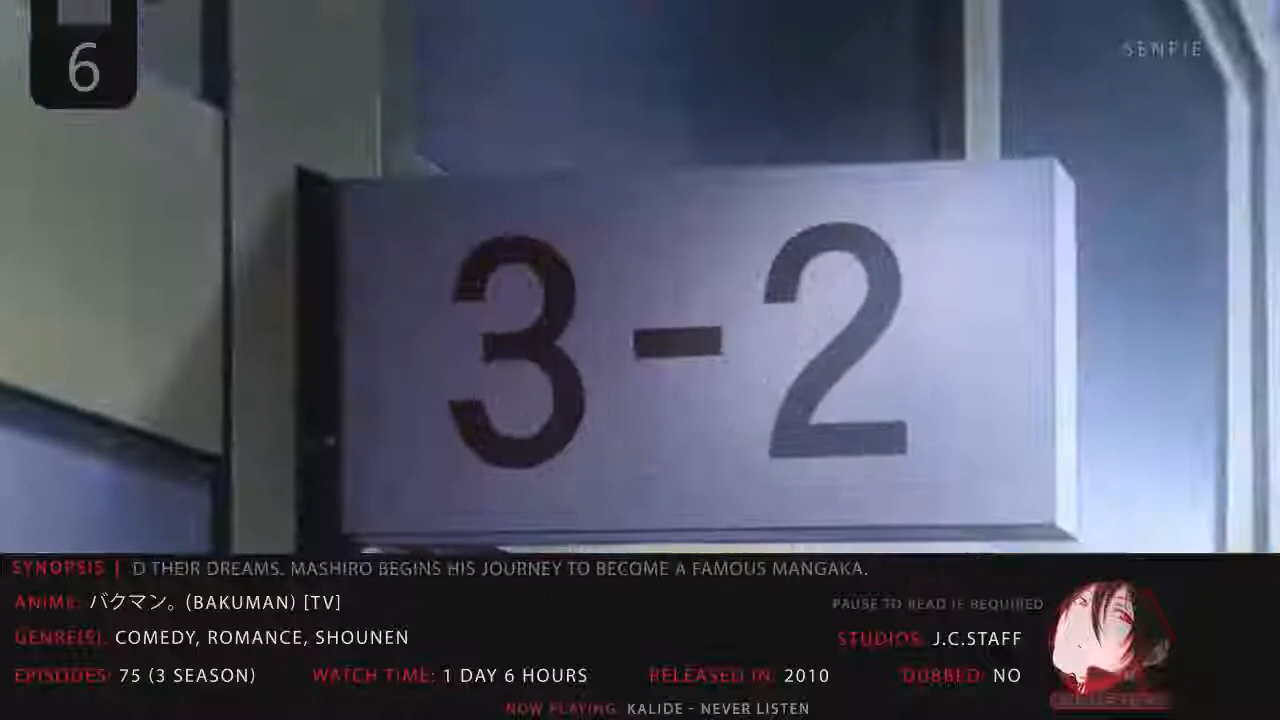 6
SENPIE
3-2
SYNOPSIS | D THEIR DREAMS. MASHIRO BEGINS HIS JOURNEY TO BECOME A FAMOUS MANGAKA.
ANIME: バクマン。(BAKUMAN) [TV]
PAUSE TO READ IF REQUIRED
GENRE(S): COMEDY, ROMANCE, SHOUNEN
STUDIOS: J.C.STAFF
EPISODES: 75 (3 SEASON) WATCH TIME: 1 DAY 6 HOURS RELEASED IN: 2010 DUBBED: NO
NOW PLAYING: KALIDE - NEVER LISTEN